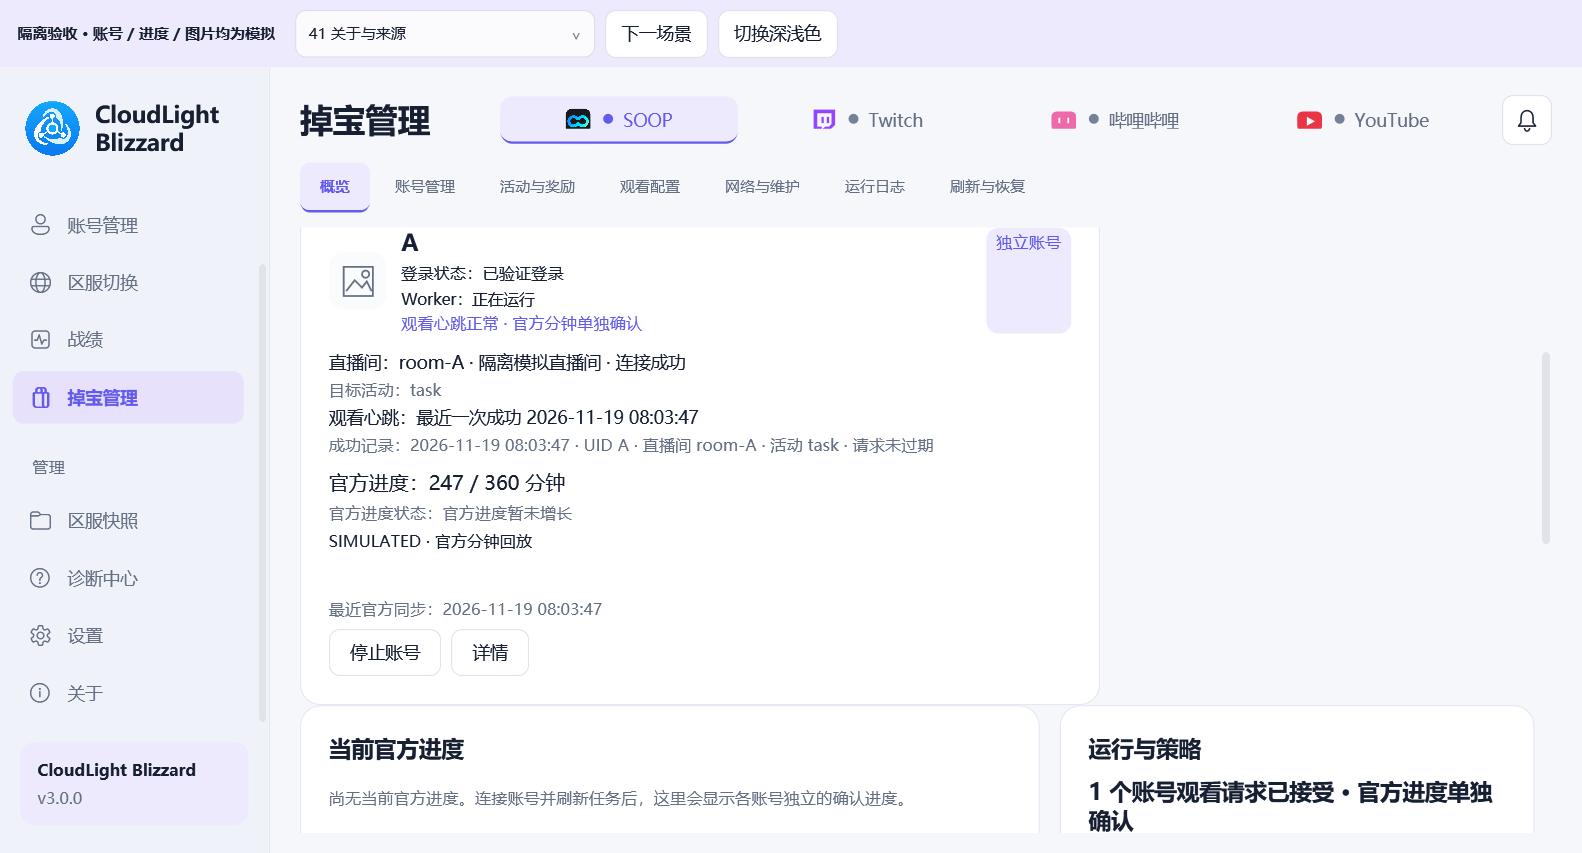 隔离验收 • 账号 / 进度 / 图片均为模拟
41 关于与来源
下一场景
切换深浅色
CloudLight
Blizzard
账号管理
区服切换
战绩
掉宝管理
管理
区服快照
诊断中心
设置
关于
CloudLight Blizzard
v3.0.0
掉宝管理
SOOP
Twitch
哔哩哔哩
YouTube
概览
账号管理
活动与奖励
观看配置
网络与维护
运行日志
刷新与恢复
A
独立账号
登录状态：已验证登录
Worker：正在运行
观看心跳正常 · 官方分钟单独确认
直播间：room-A · 隔离模拟直播间 · 连接成功
目标活动：task
观看心跳：最近一次成功 2026-11-19 08:03:47
成功记录：2026-11-19 08:03:47 · UID A · 直播间 room-A · 活动 task · 请求未过期
官方进度：247 / 360 分钟
官方进度状态：官方进度暂未增长
SIMULATED · 官方分钟回放
最近官方同步：2026-11-19 08:03:47
停止账号
详情
当前官方进度
尚无当前官方进度。连接账号并刷新任务后，这里会显示各账号独立的确认进度。
运行与策略
1 个账号观看请求已接受 • 官方进度单独
确认